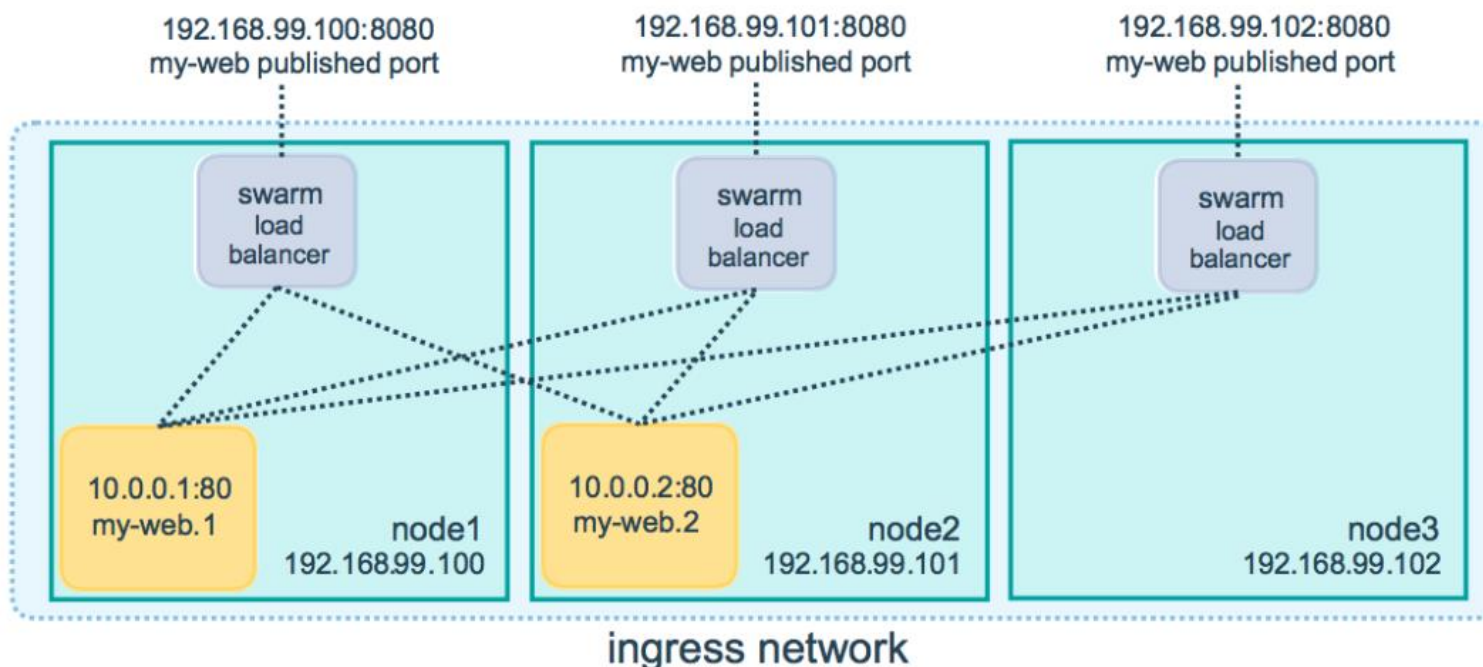 192.168.99.100:8080
my-web published port
192.168.99.101:8080
my-web published port
192.168.99.102:8080
my-web published port
swarm
load
balancer
swarm
load
balancer
swarm
load
balancer
10.0.0.1:80
my-web.1
node1
192.168.99.100
10.0.0.2:80
my-web.2
node2
192.168.99.101
node3
192.168.99.102
ingress network